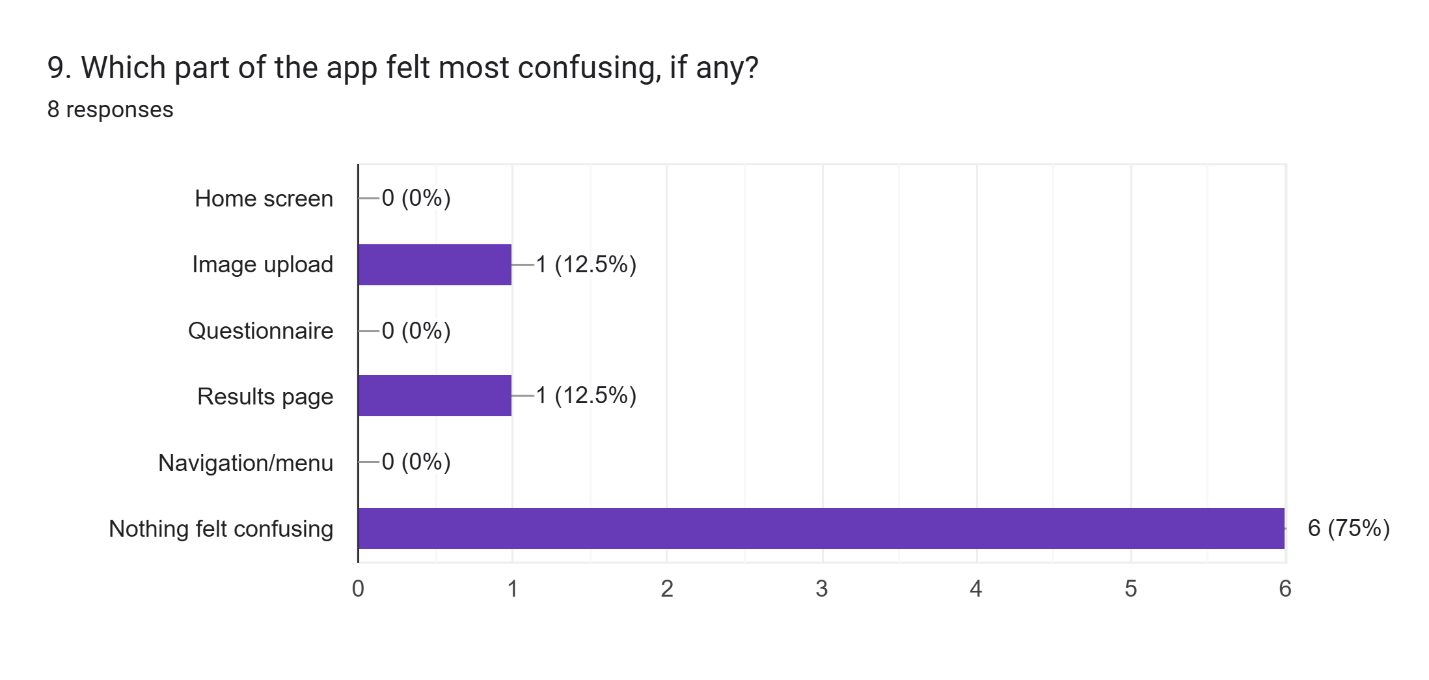 9. Which part of the app felt most confusing, if any?
8 responses
Home screen 0 (0%)
Image upload 1 (12.5%)
Questionnaire 0 (0%)
Results page 1 (12.5%)
Navigation/menu 0 (0%)
Nothing felt confusing 6 (75%)
0 1 2 3 4 5 6